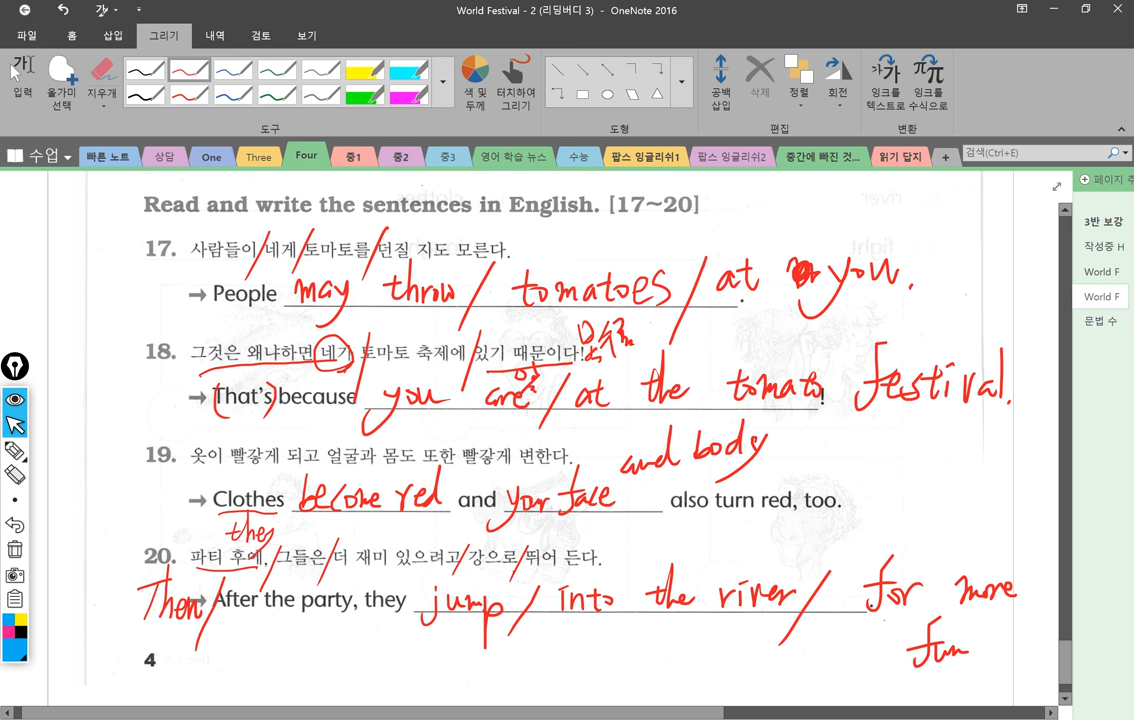 World Festival - 2 (리딩버디 3) - OneNote 2016
파일 홈 삽입 그리기 내역 검토 보기
입력 올가미 선택 지우개 색 및 두께 터치하여 그리기 공백 삽입 삭제 정렬 회전 잉크를 텍스트로 잉크를 수식으로
도구 도형 편집 변환
수업 빠른 노트 상담 One Three Four 중1 중2 중3 영어 학습 뉴스 수능 팝스 잉글리쉬1 팝스 잉글리쉬2 중간에 빠진 것... 읽기 답지 + 검색(Ctrl+E)
페이지 추
3반 보강
작성중 H
World F
World F
문법 수
Read and write the sentences in English. [17~20]
17. 사람들이 네게 토마토를 던질 지도 모른다.
→ People may throw tomatoes at you.
18. 그것은 왜냐하면 네가 토마토 축제에 있기 때문이다!
→ That's because you are at the tomato festival.
19. 옷이 빨갛게 되고 얼굴과 몸도 또한 빨갛게 변한다.
and body
→ Clothes become red and your face also turn red, too.
they
20. 파티 후에, 그들은 더 재미 있으려고 강으로 뛰어 든다.
Then → After the party, they jump into the river for more
fun
4